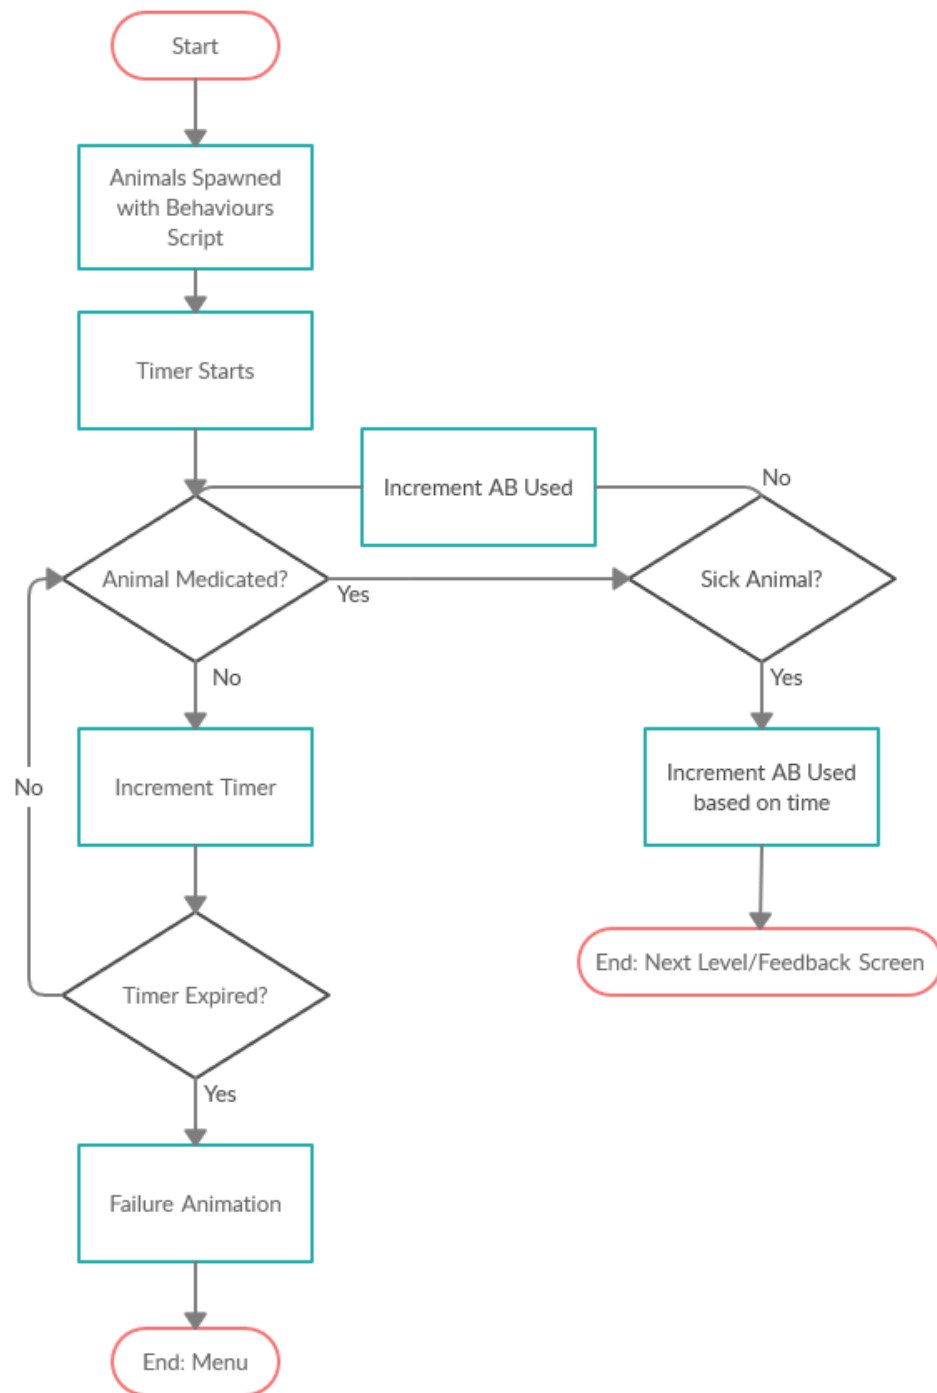 Start
Animals Spawned
with Behaviours
Script
Timer Starts
Increment AB Used
No
Animal Medicated?
Yes
Sick Animal?
No
Yes
Increment Timer
No
Increment AB Used
based on time
Timer Expired?
End: Next Level/Feedback Screen
Yes
Failure Animation
End: Menu